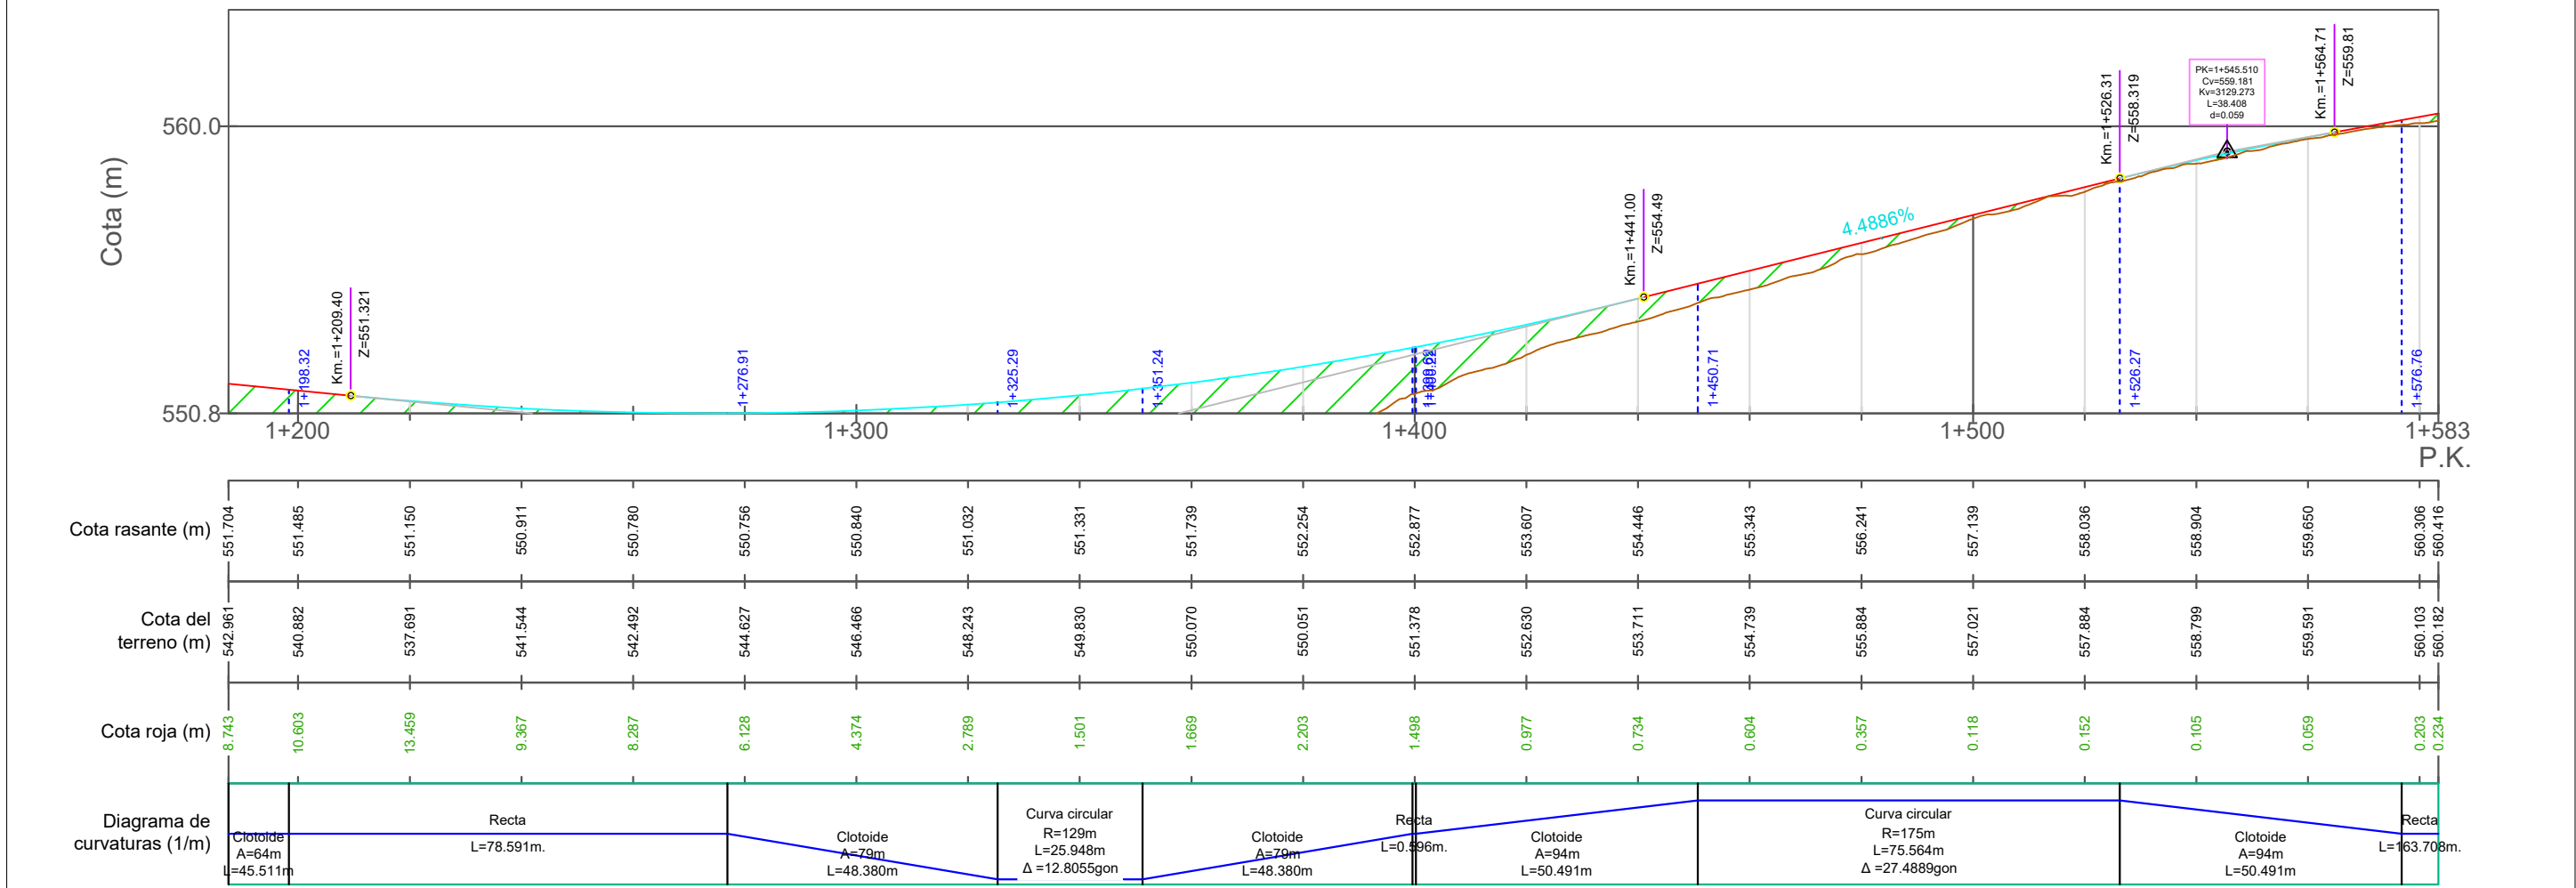 Cota (m)
560.0
550.8
Km.=1+209.40
Z=551.321
Km.=1+441.00
Z=554.49
Km.=1+526.31
Z=558.319
Km.=1+564.71
Z=559.81
PK=1+545.510
Cv=559.181
Kv=3129.273
L=38.408
d=0.059
4.4886%
1+198.32
1+276.91
1+325.29
1+351.24
1+450.71
1+526.27
1+576.76
1+200
1+300
1+400
1+500
1+583
P.K.
Cota rasante (m)
551.704
551.485
551.150
550.911
550.780
550.756
550.840
551.032
551.331
551.739
552.254
552.877
553.607
554.446
555.343
556.241
557.139
558.036
558.904
559.650
560.306
560.416
Cota del
terreno (m)
542.961
540.882
537.691
541.544
542.492
544.627
546.466
548.243
549.830
550.070
550.051
551.378
552.630
553.711
554.739
555.884
557.021
557.884
558.799
559.591
560.103
560.182
Cota roja (m)
8.743
10.603
13.459
9.367
8.287
6.128
4.374
2.789
1.501
1.669
2.203
1.498
0.977
0.734
0.604
0.357
0.118
0.152
0.105
0.059
0.203
0.234
Diagrama de
curvaturas (1/m)
Clotoide
A=64m
L=45.511m
Recta
L=78.591m.
Clotoide
A=79m
L=48.380m
Curva circular
R=129m
L=25.948m
Δ =12.8055gon
Clotoide
A=79m
L=48.380m
Recta
L=0.596m.
Clotoide
A=94m
L=50.491m
Curva circular
R=175m
L=75.564m
Δ =27.4889gon
Clotoide
A=94m
L=50.491m
Recta
L=163.708m.